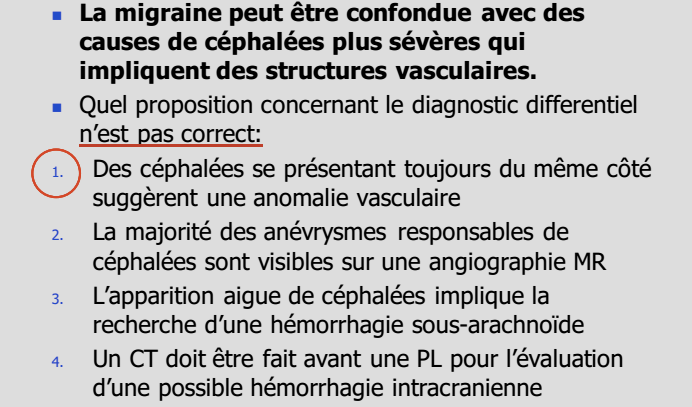 La migraine peut être confondue avec des
causes de céphalées plus sévères qui
impliquent des structures vasculaires.
Quel proposition concernant le diagnostic differentiel
n'est pas correct:
1. Des céphalées se présentant toujours du même côté
suggèrent une anomalie vasculaire
2. La majorité des anévrysmes responsables de
céphalées sont visibles sur une angiographie MR
3. L'apparition aigue de céphalées implique la
recherche d'une hémorrhagie sous-arachnoïde
4. Un CT doit être fait avant une PL pour l'évaluation
d'une possible hémorrhagie intracranienne